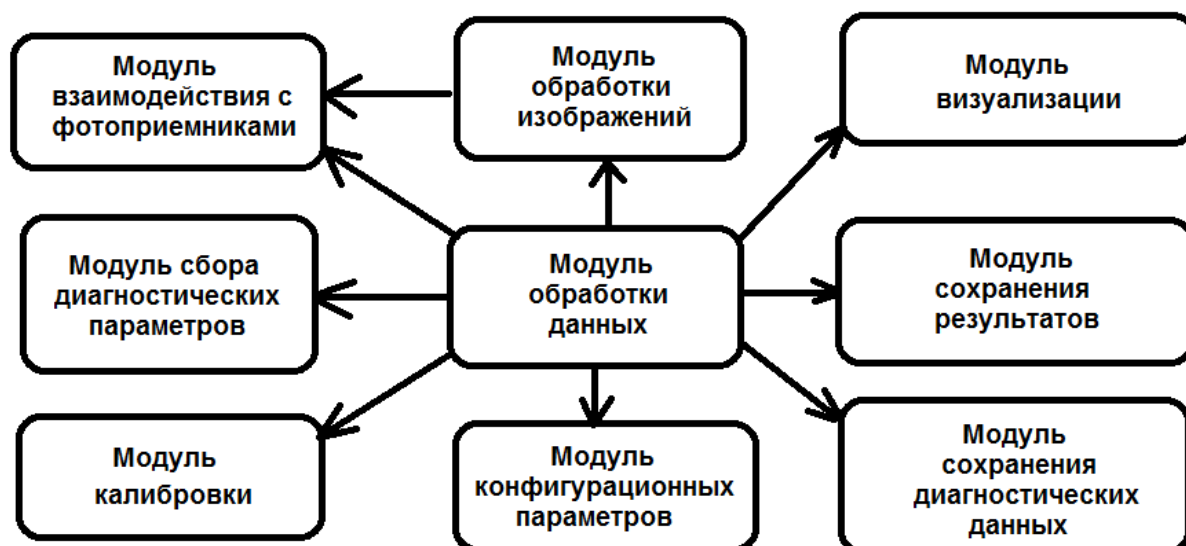 Модуль
взаимодействия с
фотоприемниками
Модуль
обработки
изображений
Модуль
визуализации
Модуль сбора
диагностических
параметров
Модуль
обработки
данных
Модуль
сохранения
результатов
Модуль
калибровки
Модуль
конфигурационных
параметров
Модуль
сохранения
диагностических
данных